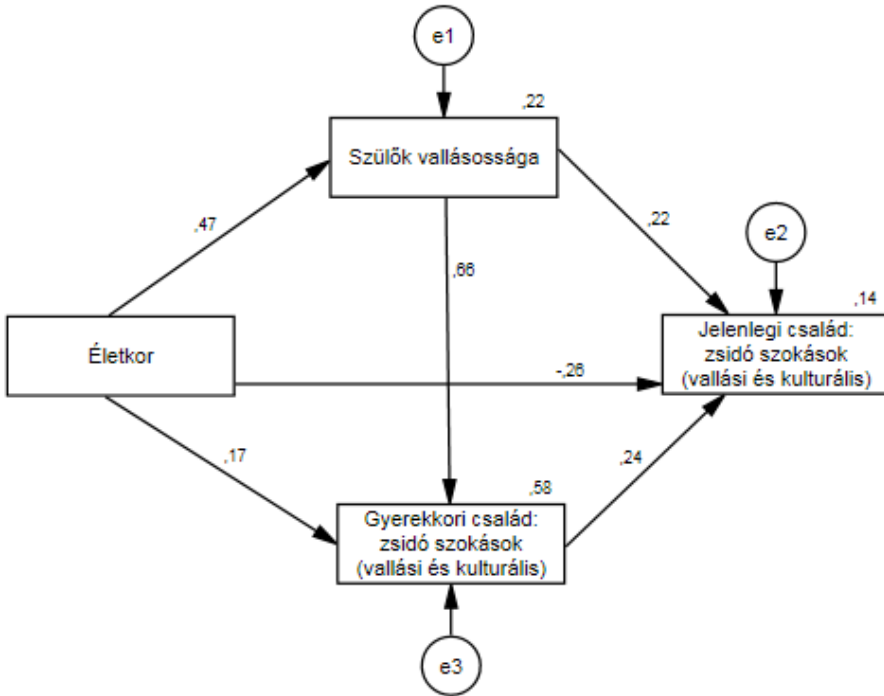 e1
,22
Szülők vallásossága
,47
,22
e2
,66
,14
Jelenlegi család:
zsidó szokások
(vallási és kulturális)
Életkor
-,26
,17
,24
,58
Gyerekkori család:
zsidó szokások
(vallási és kulturális)
e3